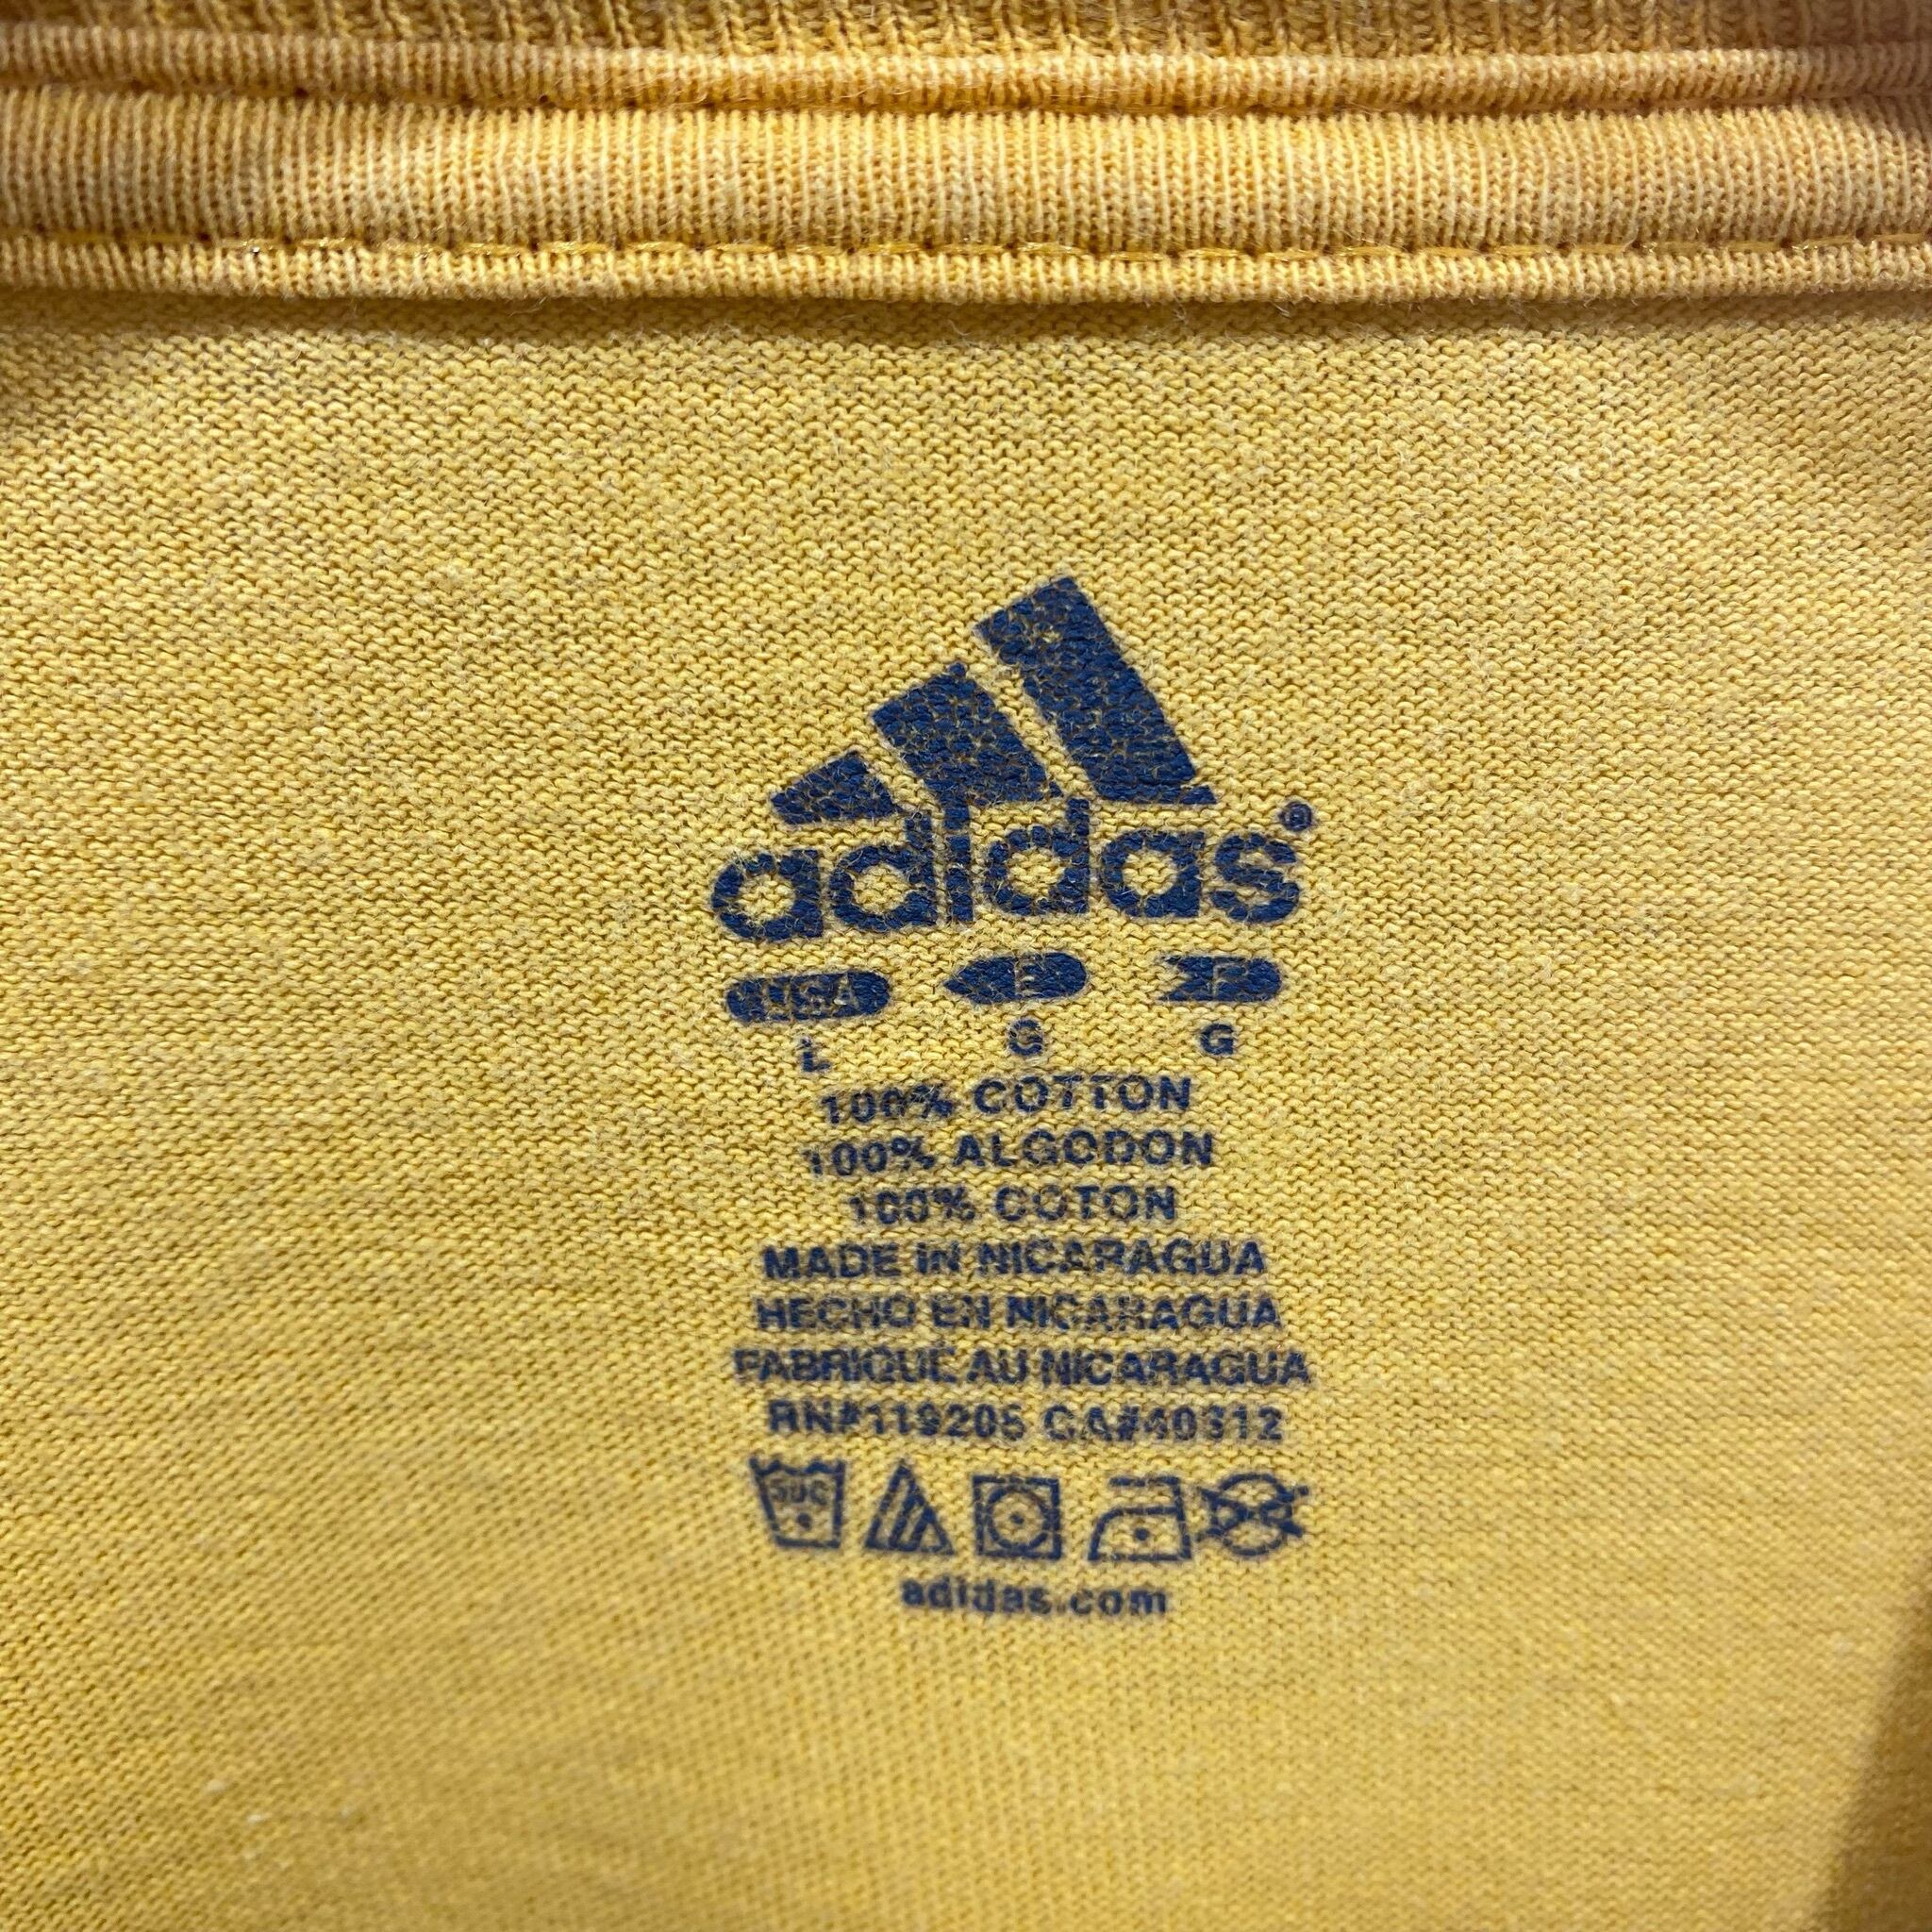 adidas®
USA E F
L G G
100% COTTON
100% ALGODON
100% COTON
MADE IN NICARAGUA
HECHO EN NICARAGUA
FABRIQUÉ AU NICARAGUA
RN#119205 CA#40312
adidas.com